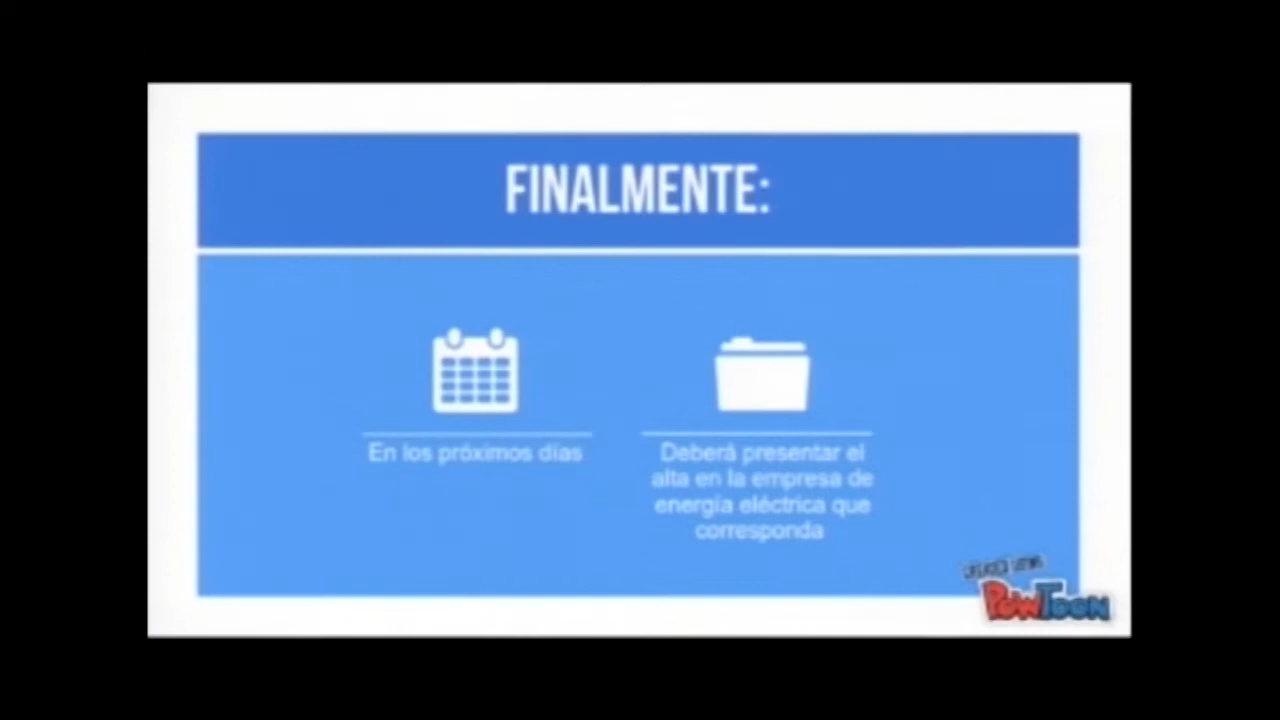 FINALMENTE:
En los próximos días
Deberá presentar el
alta en la empresa de
energía eléctrica que
corresponda
POWTOON